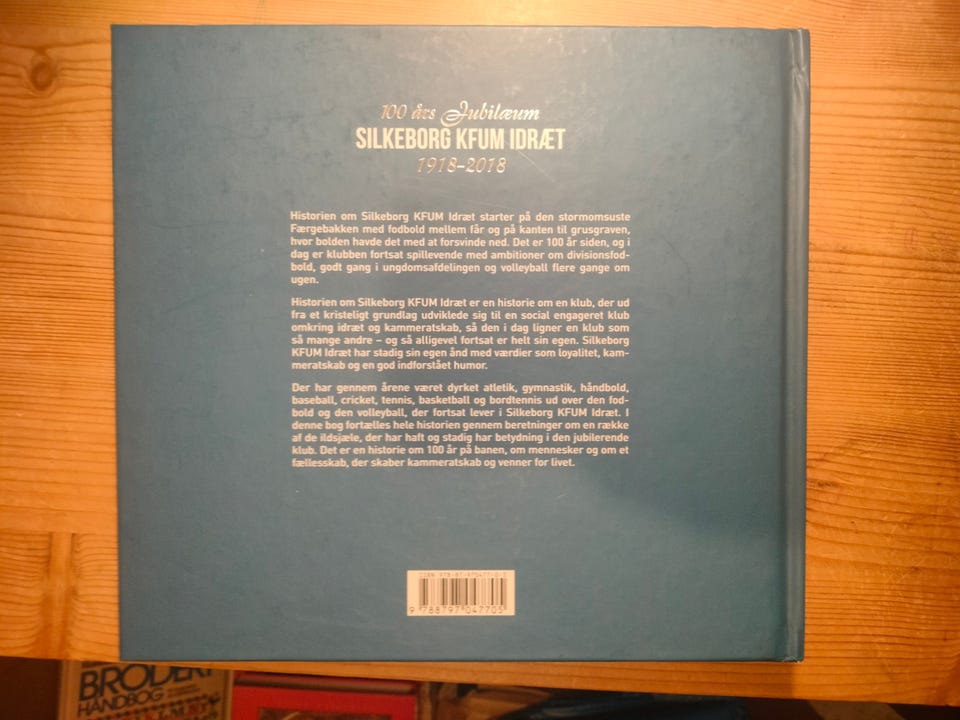 100 års Jubilæum
SILKEBORG KFUM IDRÆT
1918-2018
Historien om Silkeborg KFUM Idræt starter på den stormomsuste
Færgebakken med fodbold mellem får og på kanten til grusgraven,
hvor bolden havde det med at forsvinde ned. Det er 100 år siden, og i
dag er klubben fortsat spillevende med ambitioner om divisionsfod-
bold, godt gang i ungdomsafdelingen og volleyball flere gange om
ugen.
Historien om Silkeborg KFUM Idræt er en historie om en klub, der ud
fra et kristeligt grundlag udviklede sig til en social engageret klub
omkring idræt og kammeratskab, så den i dag ligner en klub som
så mange andre – og så alligevel fortsat er helt sin egen. Silkeborg
KFUM Idræt har stadig sin egen ånd med værdier som loyalitet, kam-
meratskab og en god indforstået humor.
Der har gennem årene været dyrket atletik, gymnastik, håndbold,
baseball, cricket, tennis, basketball og bordtennis ud over den fod-
bold og den volleyball, der fortsat lever i Silkeborg KFUM Idræt. I
denne bog fortælles hele historien gennem beretninger om en række
af de ildsjæle, der har haft og stadig har betydning i den jubilerende
klub. Det er en historie om 100 år på banen, om mennesker og om et
fællesskab, der skaber kammeratskab og venner for livet.
9 788797 047705
BRODERI
HÅNDBOG